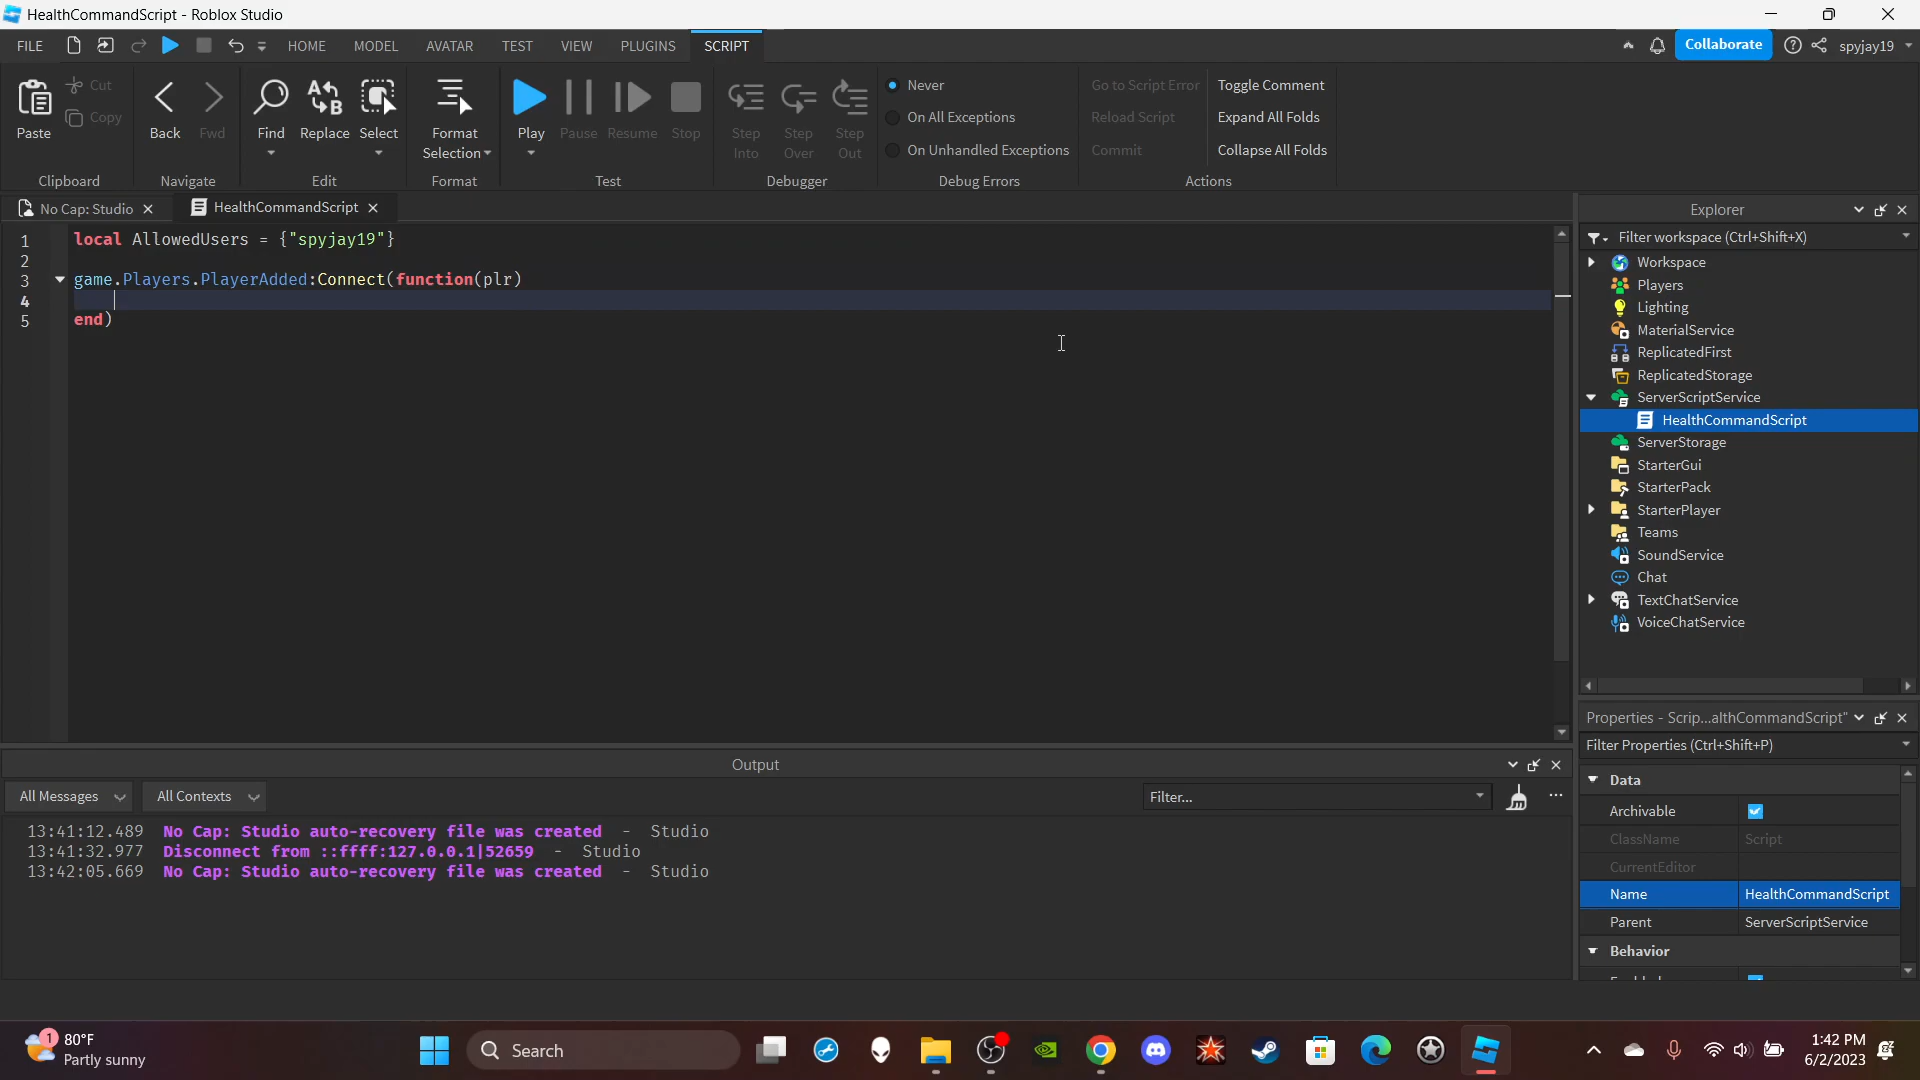 HealthCommandScript - Roblox Studio
FILE HOME MODEL AVATAR TEST VIEW PLUGINS SCRIPT Collaborate spyjay19
Paste Cut Copy Clipboard
Back Fwd Navigate
Find Replace Select Edit
Format Selection Format
Play Pause Resume Stop Test
Step Into Step Over Step Out Debugger
Never
On All Exceptions
On Unhandled Exceptions
Debug Errors
Go to Script Error
Reload Script
Commit
Toggle Comment
Expand All Folds
Collapse All Folds
Actions
No Cap: Studio HealthCommandScript
1 local AllowedUsers = {"spyjay19"}
2
3 game.Players.PlayerAdded:Connect(function(plr)
4
5 end)
Explorer
Filter workspace (Ctrl+Shift+X)
Workspace
Players
Lighting
MaterialService
ReplicatedFirst
ReplicatedStorage
ServerScriptService
HealthCommandScript
ServerStorage
StarterGui
StarterPack
StarterPlayer
Teams
SoundService
Chat
TextChatService
VoiceChatService
Properties - Scrip...althCommandScript"
Filter Properties (Ctrl+Shift+P)
Data
Archivable
ClassName Script
CurrentEditor
Name HealthCommandScript
Parent ServerScriptService
Behavior
Output
All Messages All Contexts Filter...
13:41:12.489 No Cap: Studio auto-recovery file was created - Studio
13:41:32.977 Disconnect from ::ffff:127.0.0.1|52659 - Studio
13:42:05.669 No Cap: Studio auto-recovery file was created - Studio
1 80°F
Partly sunny
Search
1:42 PM
6/2/2023